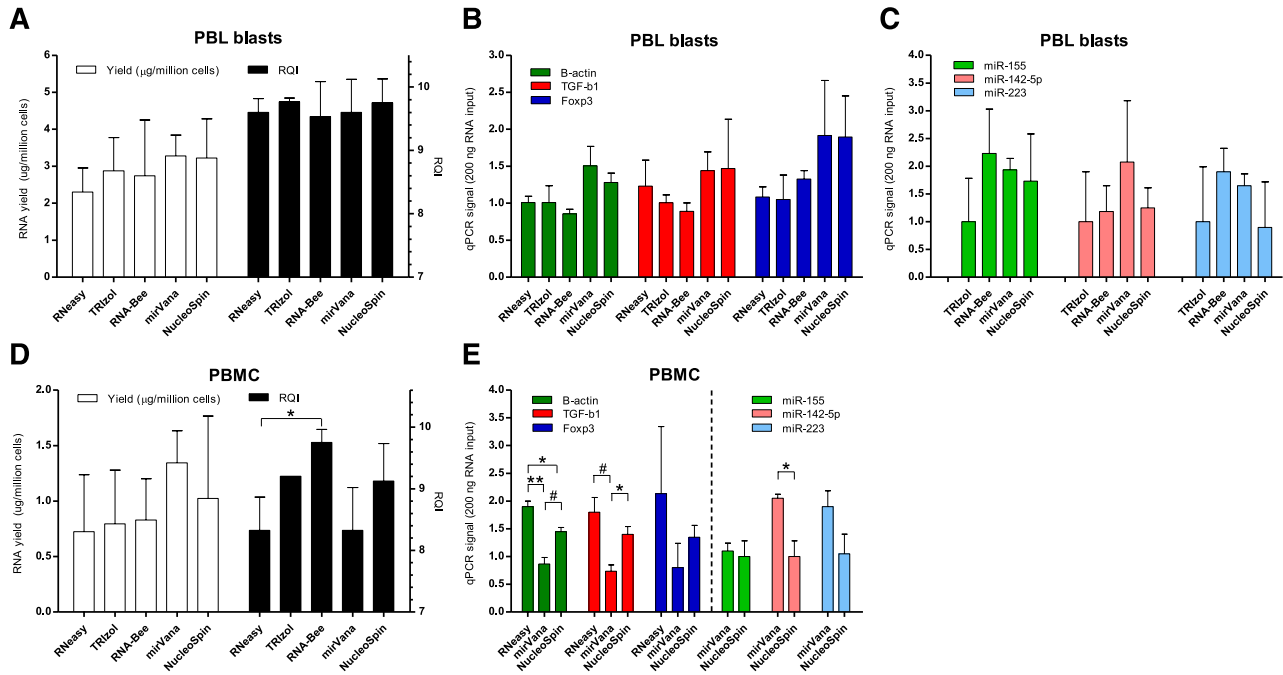 A
PBL blasts
Yield (µg/million cells)
RQI
RNA yield (ug/million cells)
6
5
4
3
2
1
0
10
9
8
7
RQI
RNeasy
TRIzol
RNA-Bee
mirVana
NucleoSpin
RNeasy
TRIzol
RNA-Bee
mirVana
NucleoSpin
B
PBL blasts
B-actin
TGF-b1
Foxp3
qPCR signal (200 ng RNA input)
3.0
2.5
2.0
1.5
1.0
0.5
0.0
RNeasy
TRIzol
RNA-Bee
mirVana
NucleoSpin
RNeasy
TRIzol
RNA-Bee
mirVana
NucleoSpin
RNeasy
TRIzol
RNA-Bee
mirVana
NucleoSpin
C
PBL blasts
miR-155
miR-142-5p
miR-223
qPCR signal (200 ng RNA input)
4.0
3.5
3.0
2.5
2.0
1.5
1.0
0.5
0.0
TRIzol
RNA-Bee
mirVana
NucleoSpin
TRIzol
RNA-Bee
mirVana
NucleoSpin
TRIzol
RNA-Bee
mirVana
NucleoSpin
D
PBMC
Yield (µg/million cells)
RQI
*
RNA yield (ug/million cells)
2.0
1.5
1.0
0.5
0.0
10
9
8
7
RQI
RNeasy
TRIzol
RNA-Bee
mirVana
NucleoSpin
RNeasy
TRIzol
RNA-Bee
mirVana
NucleoSpin
E
PBMC
B-actin
TGF-b1
Foxp3
miR-155
miR-142-5p
miR-223
qPCR signal (200 ng RNA input)
4.0
3.5
3.0
2.5
2.0
1.5
1.0
0.5
0.0
*
**
#
#
*
*
RNeasy
mirVana
NucleoSpin
RNeasy
mirVana
NucleoSpin
RNeasy
mirVana
NucleoSpin
mirVana
NucleoSpin
mirVana
NucleoSpin
mirVana
NucleoSpin